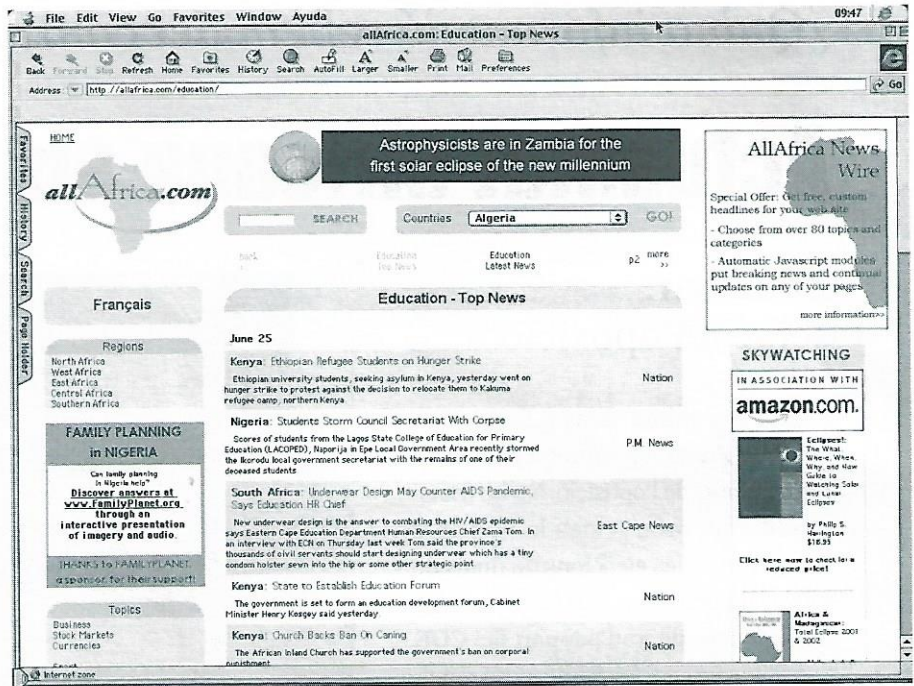 File Edit View Go Favorites Window Ayuda 09:47
allAfrica.com: Education - Top News
Back Forward Stop Refresh Home Favorites History Search AutoFill Larger Smaller Print Mail Preferences
Address http://allafrica.com/education/ Go
Favorites
History
Search
Page Holder
HOME
allAfrica.com
Astrophysicists are in Zambia for the
first solar eclipse of the new millennium
SEARCH Countries Algeria GO!
back Education Education p2 more
Top News Latest News >>
Français
Regions
North Africa
West Africa
East Africa
Central Africa
Southern Africa
FAMILY PLANNING
in NIGERIA
Can family planning
in Nigeria help?
Discover answers at
www.FamilyPlanet.org
through an
interactive presentation
of imagery and audio.
THANKS to FAMILYPLANET,
a sponsor, for their support!
Topics
Business
Stock Markets
Currencies
Sport
Education - Top News
June 25
Kenya: Ethiopian Refugee Students on Hunger Strike
Ethiopian university students, seeking asylum in Kenya, yesterday went on
hunger strike to protest against the decision to relocate them to Kakuma
refugee camp, northern Kenya.
Nation
Nigeria: Students Storm Council Secretariat With Corpse
Scores of students from the Lagos State College of Education for Primary
Education (LACOPED), Naporija in Epe Local Government Area recently stormed
the Ikorodu local government secretariat with the remains of one of their
deceased students
P.M. News
South Africa: Underwear Design May Counter AIDS Pandemic,
Says Education HR Chief
New underwear design is the answer to combating the HIV/AIDS epidemic
says Eastern Cape Education Department Human Resources Chief Zama Tom. In
an interview with ECN on Thursday last week Tom said the province's
thousands of civil servants should start designing underwear which has a tiny
condom holster sewn into the hip or some other strategic point.
East Cape News
Kenya: State to Establish Education Forum
The government is set to form an education development forum, Cabinet
Minister Henry Kosgey said yesterday.
Nation
Kenya: Church Backs Ban On Caning
The African Inland Church has supported the government's ban on corporal
punishment.
Nation
AllAfrica News
Wire
Special Offer: Get free, custom
headlines for your web site
- Choose from over 80 topics and
categories
- Automatic Javascript modules
put breaking news and continual
updates on any of your pages
more information>>
SKYWATCHING
IN ASSOCIATION WITH
amazon.com.
Eclipses!:
The What,
Where, When,
Why, and How
Guide to
Watching Solar
and Lunar
Eclipses
by Philip S.
Harrington
$16.95
Click here now to check for a
reduced price!
Africa &
Madagascar:
Total Eclipse 2001
& 2002
Internet zone